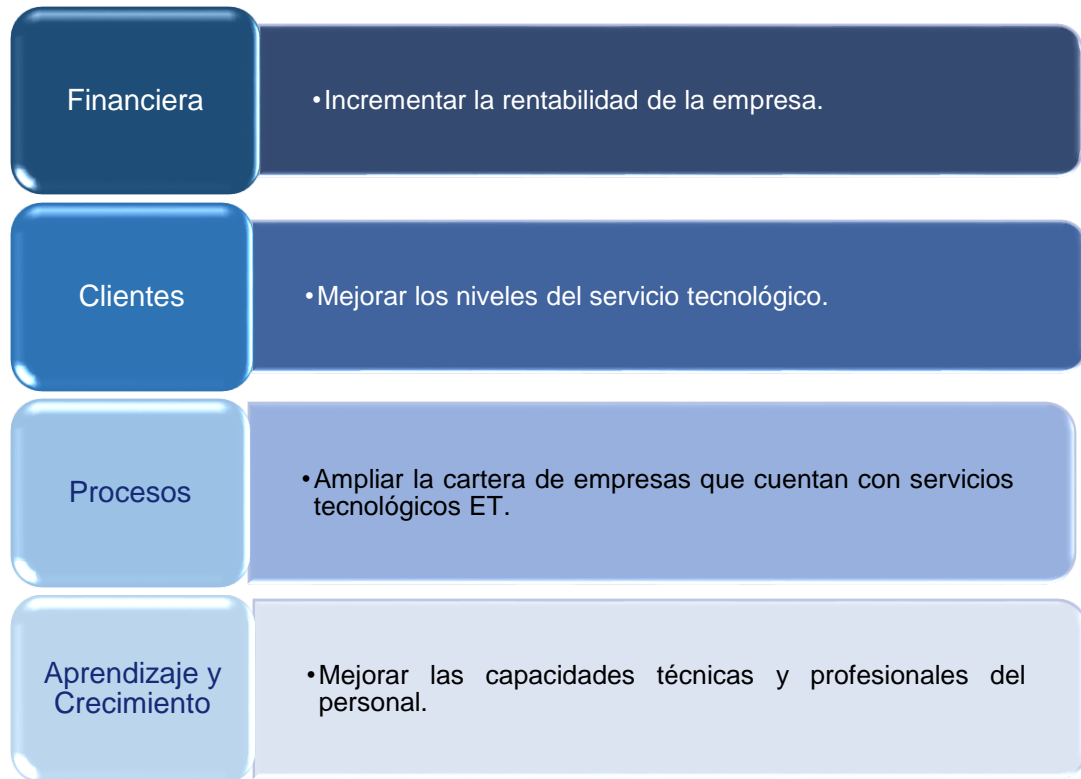 Financiera
•Incrementar la rentabilidad de la empresa.
Clientes
•Mejorar los niveles del servicio tecnológico.
Procesos
•Ampliar la cartera de empresas que cuentan con servicios
tecnológicos ET.
Aprendizaje y
Crecimiento
•Mejorar las capacidades técnicas y profesionales del
personal.